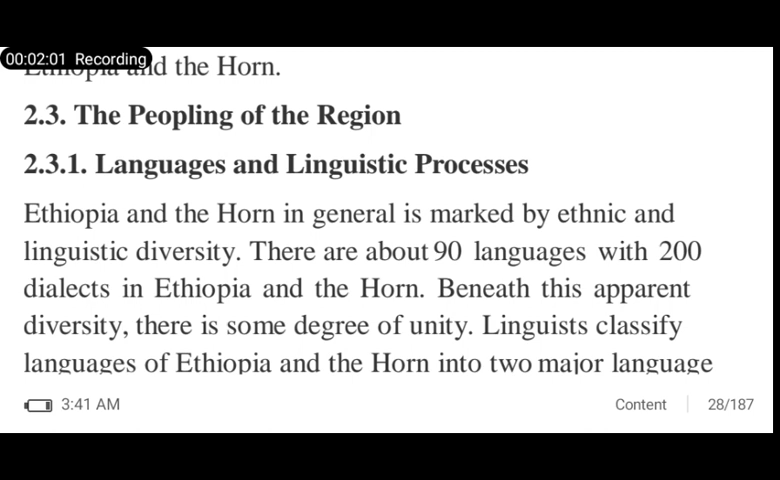 00:02:01 Recording
Ethiopia and the Horn.
2.3. The Peopling of the Region
2.3.1. Languages and Linguistic Processes
Ethiopia and the Horn in general is marked by ethnic and
linguistic diversity. There are about 90 languages with 200
dialects in Ethiopia and the Horn. Beneath this apparent
diversity, there is some degree of unity. Linguists classify
languages of Ethiopia and the Horn into two major language
3:41 AM
Content
28/187